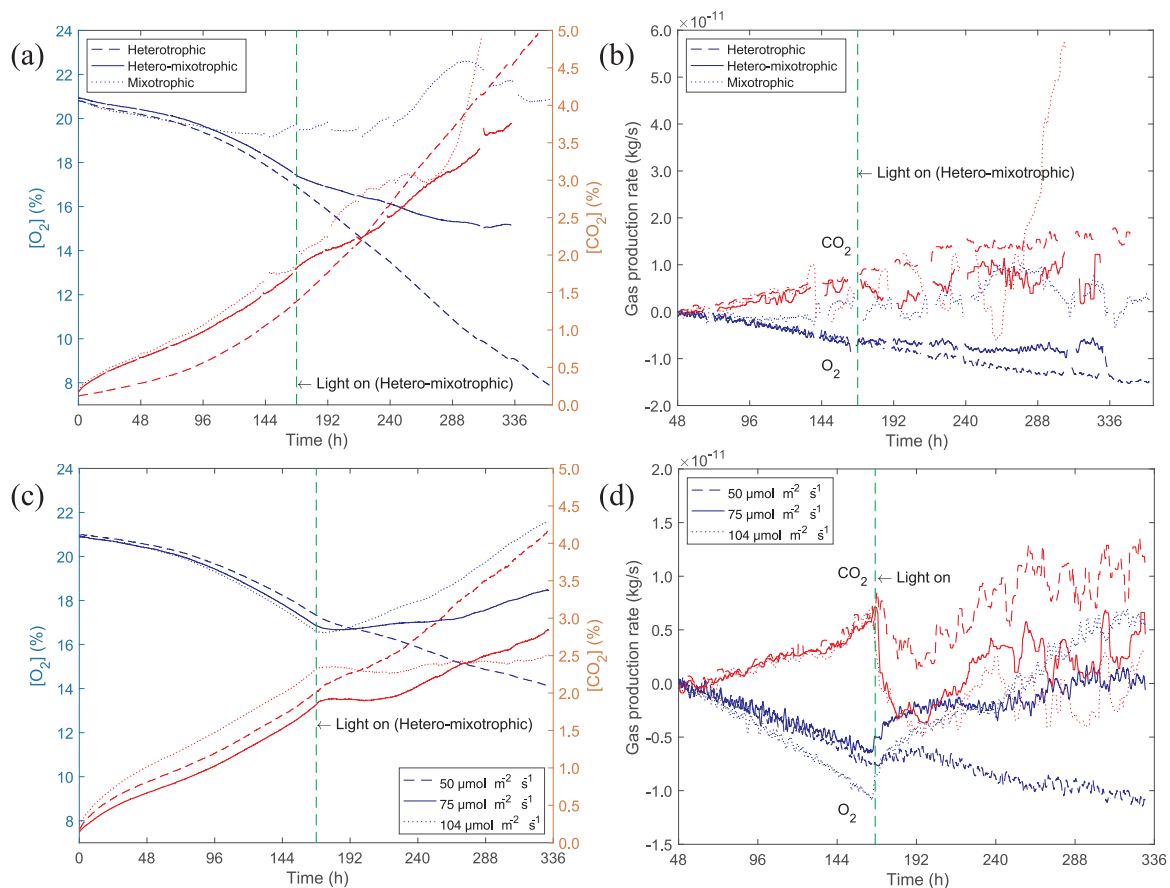 (a)
24
22
20
18
16
14
12
10
8
[O2] (%)
5.0
4.5
4.0
3.5
3.0
2.5
2.0
1.5
1.0
0.5
0.0
[CO2] (%)
Heterotrophic
Hetero-mixotrophic
Mixotrophic
← Light on (Hetero-mixotrophic)
0 48 96 144 192 240 288 336
Time (h)
(b)
×10-11
6.0
5.0
4.0
3.0
2.0
1.0
0.0
-1.0
-2.0
Gas production rate (kg/s)
Heterotrophic
Hetero-mixotrophic
Mixotrophic
← Light on (Hetero-mixotrophic)
CO2
O2
48 96 144 192 240 288 336
Time (h)
(c)
24
22
20
18
16
14
12
10
8
[O2] (%)
5.0
4.5
4.0
3.5
3.0
2.5
2.0
1.5
1.0
0.5
0.0
[CO2] (%)
← Light on (Hetero-mixotrophic)
50 μmol m-2 s-1
75 μmol m-2 s-1
104 μmol m-2 s-1
0 48 96 144 192 240 288 336
Time (h)
(d)
×10-11
2.0
1.5
1.0
0.5
0.0
-0.5
-1.0
-1.5
Gas production rate (kg/s)
50 μmol m-2 s-1
75 μmol m-2 s-1
104 μmol m-2 s-1
CO2
← Light on
O2
48 96 144 192 240 288 336
Time (h)